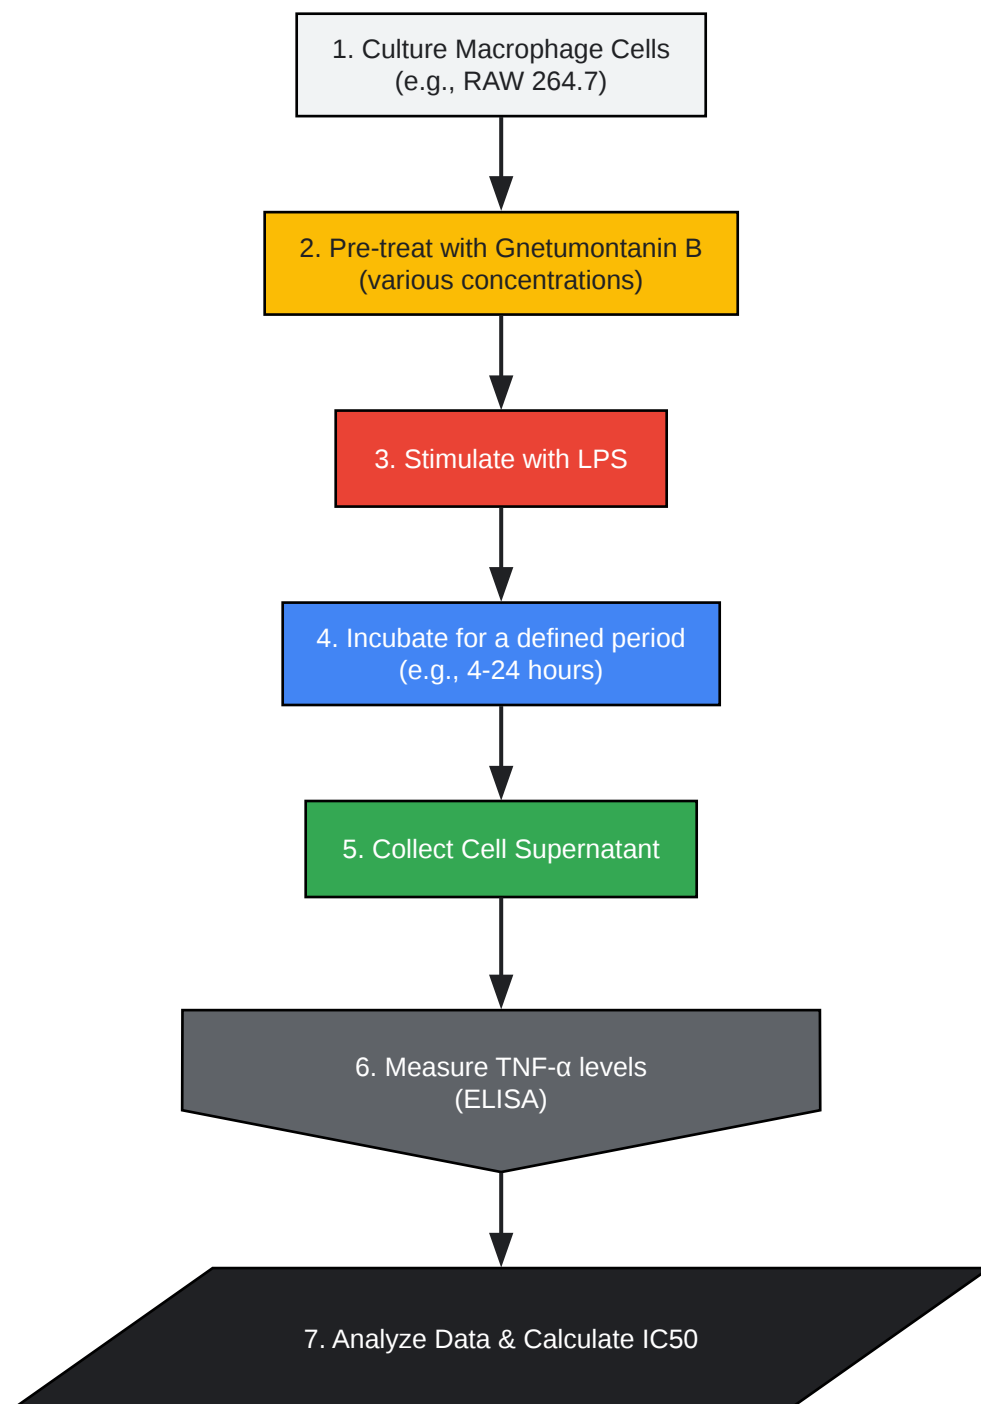 1. Culture Macrophage Cells
(e.g., RAW 264.7)
2. Pre-treat with Gnetumontanin B
(various concentrations)
3. Stimulate with LPS
4. Incubate for a defined period
(e.g., 4-24 hours)
5. Collect Cell Supernatant
6. Measure TNF-α levels
(ELISA)
7. Analyze Data & Calculate IC50